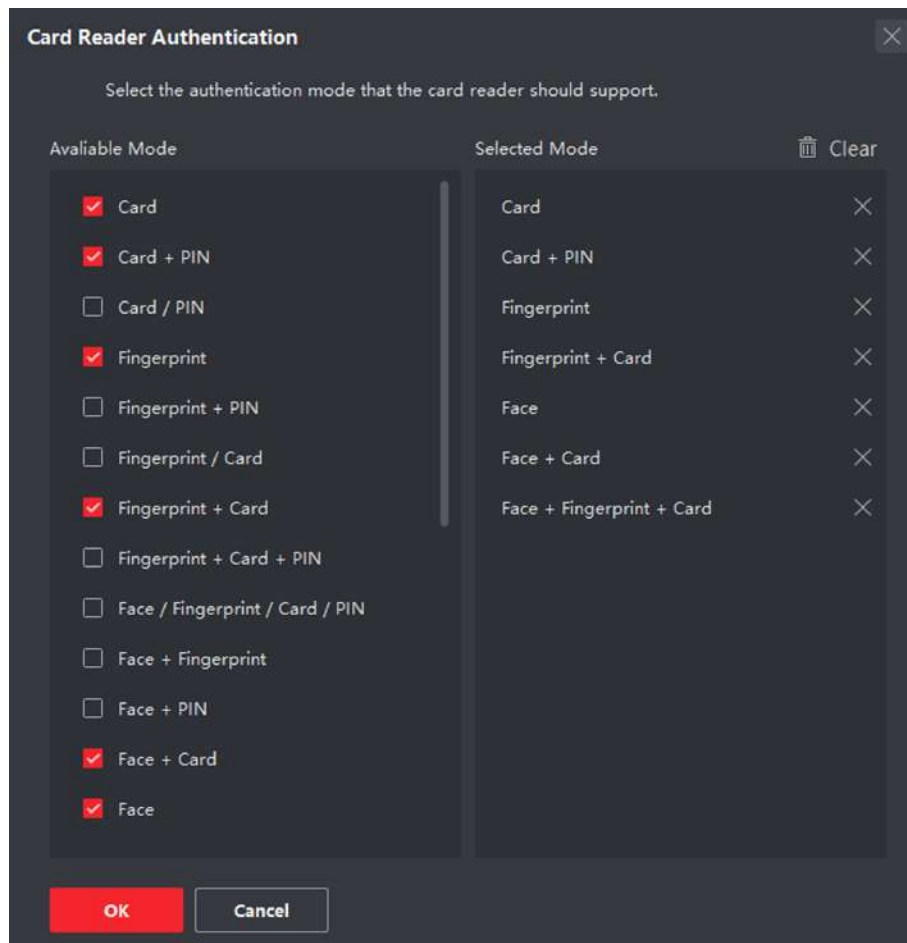 Card Reader Authentication
Select the authentication mode that the card reader should support.
Avaliable Mode
Card
Card + PIN
Card / PIN
Fingerprint
Fingerprint + PIN
Fingerprint / Card
Fingerprint + Card
Fingerprint + Card + PIN
Face / Fingerprint / Card / PIN
Face + Fingerprint
Face + PIN
Face + Card
Face
Selected Mode
Clear
Card
Card + PIN
Fingerprint
Fingerprint + Card
Face
Face + Card
Face + Fingerprint + Card
OK
Cancel